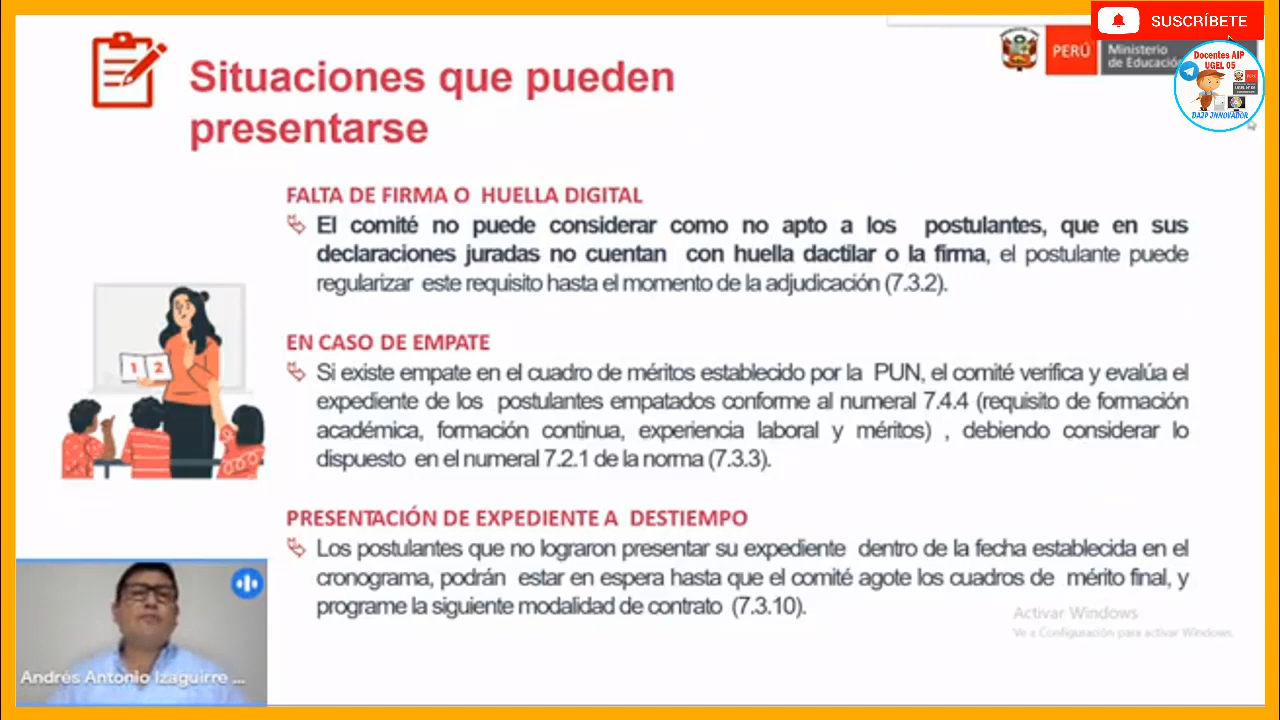 SUSCRÍBETE
PERÚ
Ministerio
de Educación
Docentes AIP
UGEL 05
DAIP INNOVADOR
Situaciones que pueden
presentarse
FALTA DE FIRMA O HUELLA DIGITAL
El comité no puede considerar como no apto a los postulantes, que en sus
declaraciones juradas no cuentan con huella dactilar o la firma, el postulante puede
regularizar este requisito hasta el momento de la adjudicación (7.3.2).
1 2
EN CASO DE EMPATE
Si existe empate en el cuadro de méritos establecido por la PUN, el comité verifica y evalúa el
expediente de los postulantes empatados conforme al numeral 7.4.4 (requisito de formación
académica, formación continua, experiencia laboral y méritos) , debiendo considerar lo
dispuesto en el numeral 7.2.1 de la norma (7.3.3).
PRESENTACIÓN DE EXPEDIENTE A DESTIEMPO
Los postulantes que no lograron presentar su expediente dentro de la fecha establecida en el
cronograma, podrán estar en espera hasta que el comité agote los cuadros de mérito final, y
programe la siguiente modalidad de contrato (7.3.10).
Activar Windows
Ve a Configuración para activar Windows.
Andrés Antonio Izaguirre ...